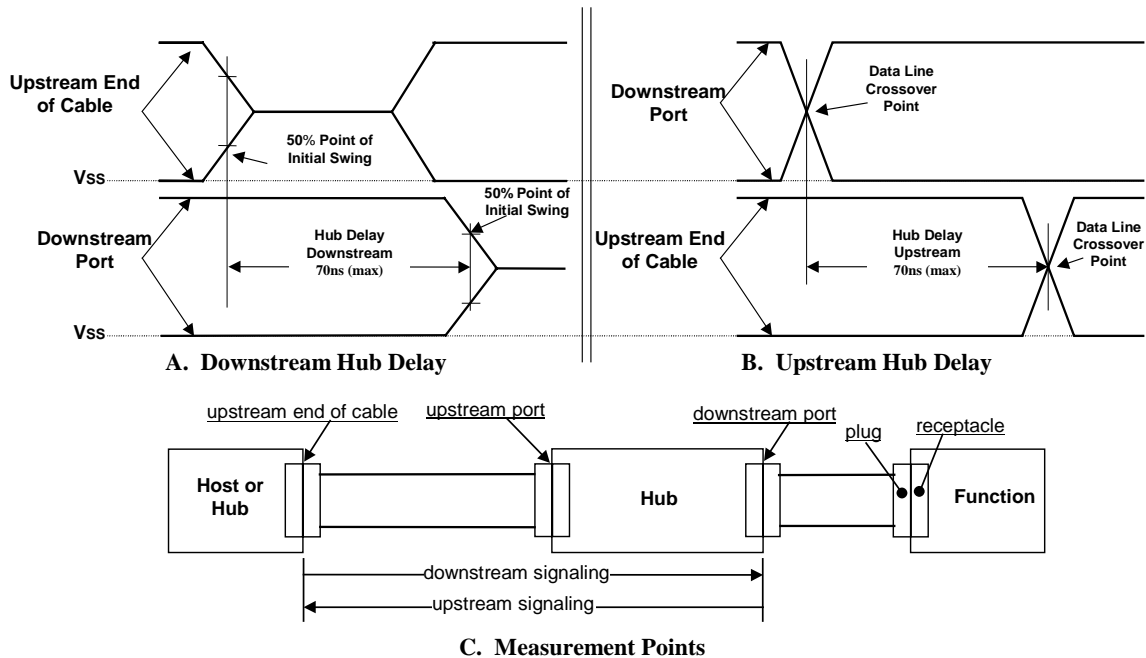 Upstream End
of Cable
50% Point of
Initial Swing
VSS
50% Point of
Initial Swing
Downstream
Port
Hub Delay
Downstream
70ns (max)
VSS
A. Downstream Hub Delay
Downstream
Port
Data Line
Crossover
Point
VSS
Upstream End
of Cable
Hub Delay
Upstream
70ns (max)
Data Line
Crossover
Point
VSS
B. Upstream Hub Delay
upstream end of cable
upstream port
downstream port
plug
receptacle
Host or
Hub
Hub
Function
downstream signaling
upstream signaling
C. Measurement Points